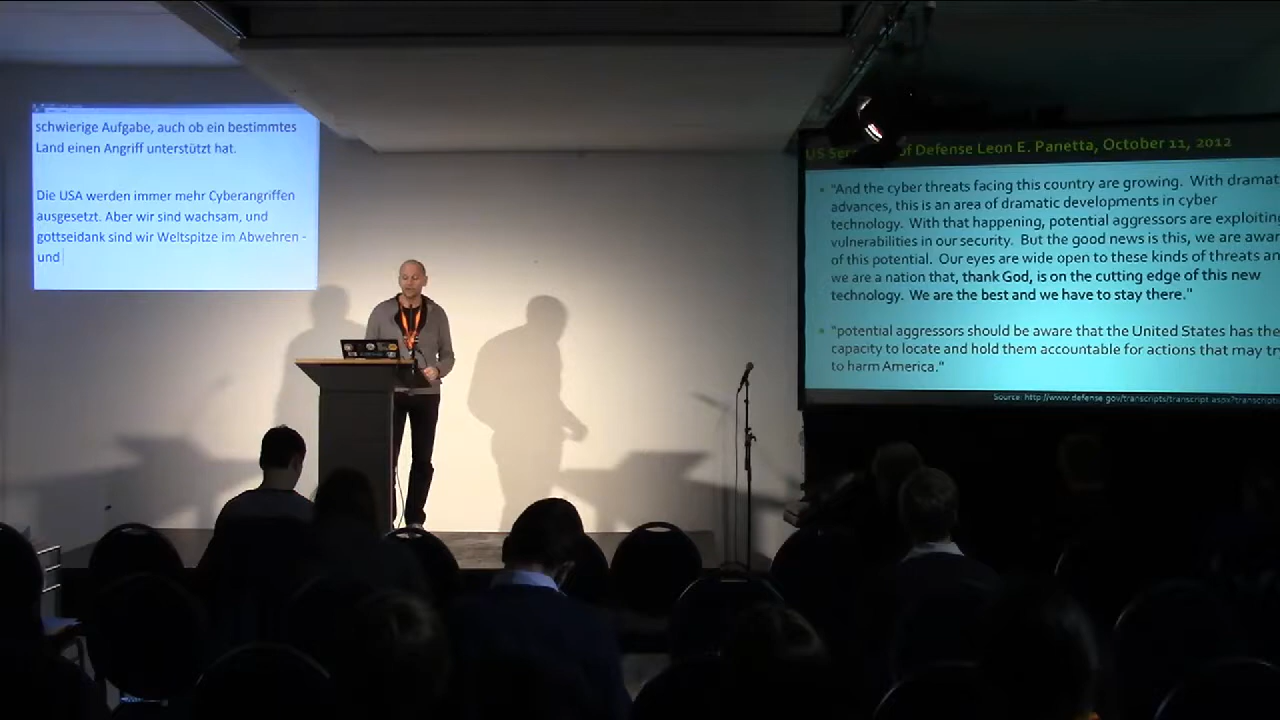 schwierige Aufgabe, auch ob ein bestimmtes
Land einen Angriff unterstützt hat.
Die USA werden immer mehr Cyberangriffen
ausgesetzt. Aber wir sind wachsam, und
gottseidank sind wir Weltspitze im Abwehren -
und
US of Defense Leon E. Panetta, October 11, 2012
• "And the cyber threats facing this country are growing. With
advances, this is an area of dramatic developments in cyber
technology. With that happening, potential aggressors are exploiting
vulnerabilities in our security. But the good news is this, we are
of this potential. Our eyes are wide open to these kinds of threats
we are a nation that, thank God, is on the cutting edge of this new
technology. We are the best and we have to stay there."
• "potential aggressors should be aware that the United States has the
capacity to locate and hold them accountable for actions that may
to harm America."
Source: http://www.defense.gov/transcripts/transcript.aspx?transcript